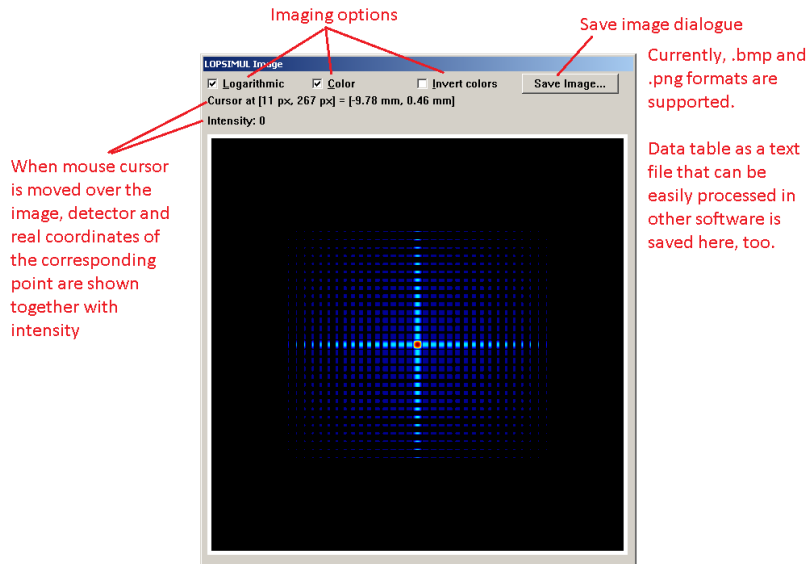 Imaging options
Save image dialogue
Currently, .bmp and
.png formats are
supported.
Data table as a text
file that can be
easily processed in
other software is
saved here, too.
LOPSIMUL Image
Logarithmic
Color
Invert colors
Save Image...
Cursor at [11 px, 267 px] = [-9.78 mm, 0.46 mm]
Intensity: 0
When mouse cursor
is moved over the
image, detector and
real coordinates of
the corresponding
point are shown
together with
intensity